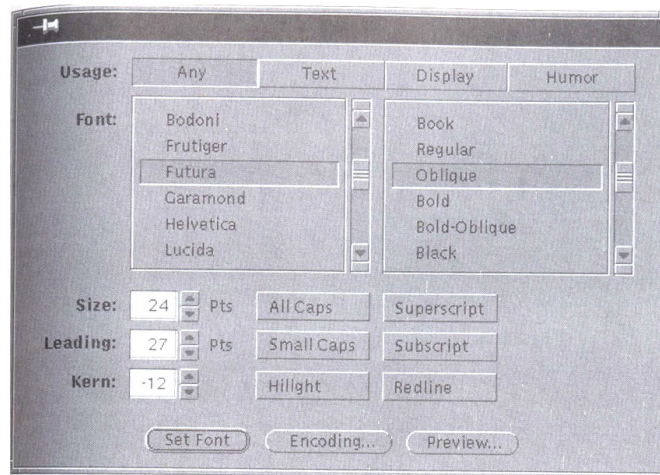 Usage: Any Text Display Humor
Font:
Bodoni
Frutiger
Futura
Garamond
Helvetica
Lucida
Book
Regular
Oblique
Bold
Bold-Oblique
Black
Size: 24 Pts All Caps Superscript
Leading: 27 Pts Small Caps Subscript
Kern: -12 Hilight Redline
Set Font Encoding... Preview...